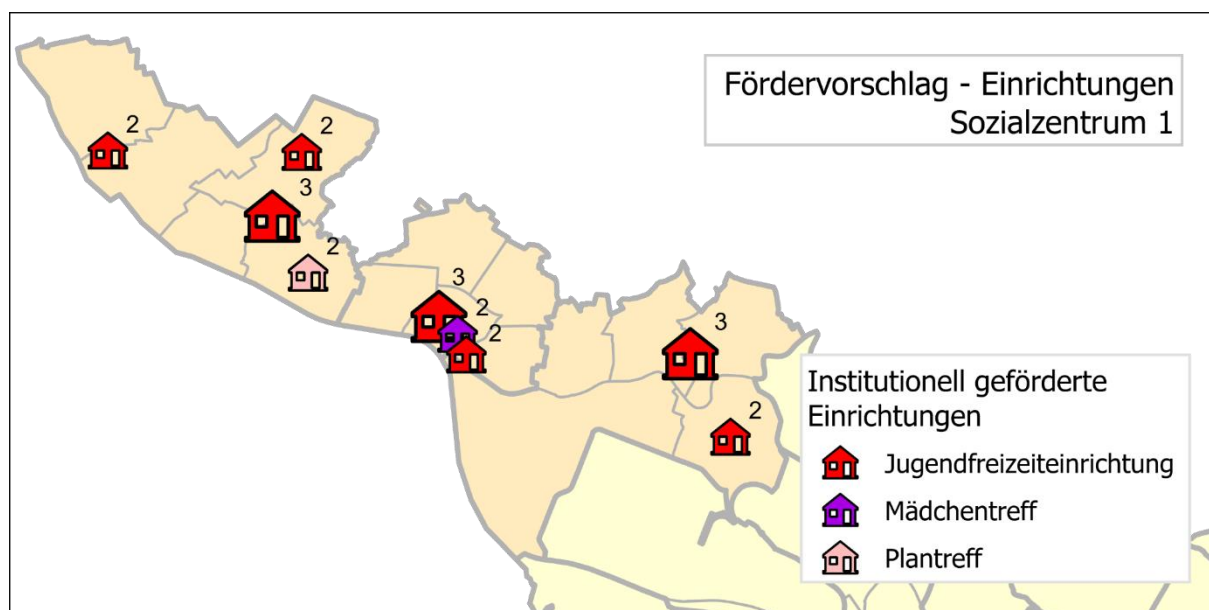 Fördervorschlag - Einrichtungen
Sozialzentrum 1
2
2
3
2
3
2
2
3
2
Institutionell geförderte
Einrichtungen
Jugendfreizeiteinrichtung
Mädchentreff
Plantreff